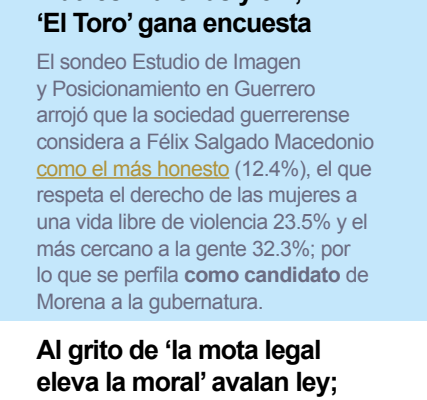 ‘El Toro’ gana encuesta
El sondeo Estudio de Imagen
y Posicionamiento en Guerrero
arrojó que la sociedad guerrerense
considera a Félix Salgado Macedonio
como el más honesto (12.4%), el que
respeta el derecho de las mujeres a
una vida libre de violencia 23.5% y el
más cercano a la gente 32.3%; por
lo que se perfila como candidato de
Morena a la gubernatura.
Al grito de ‘la mota legal
eleva la moral’ avalan ley;